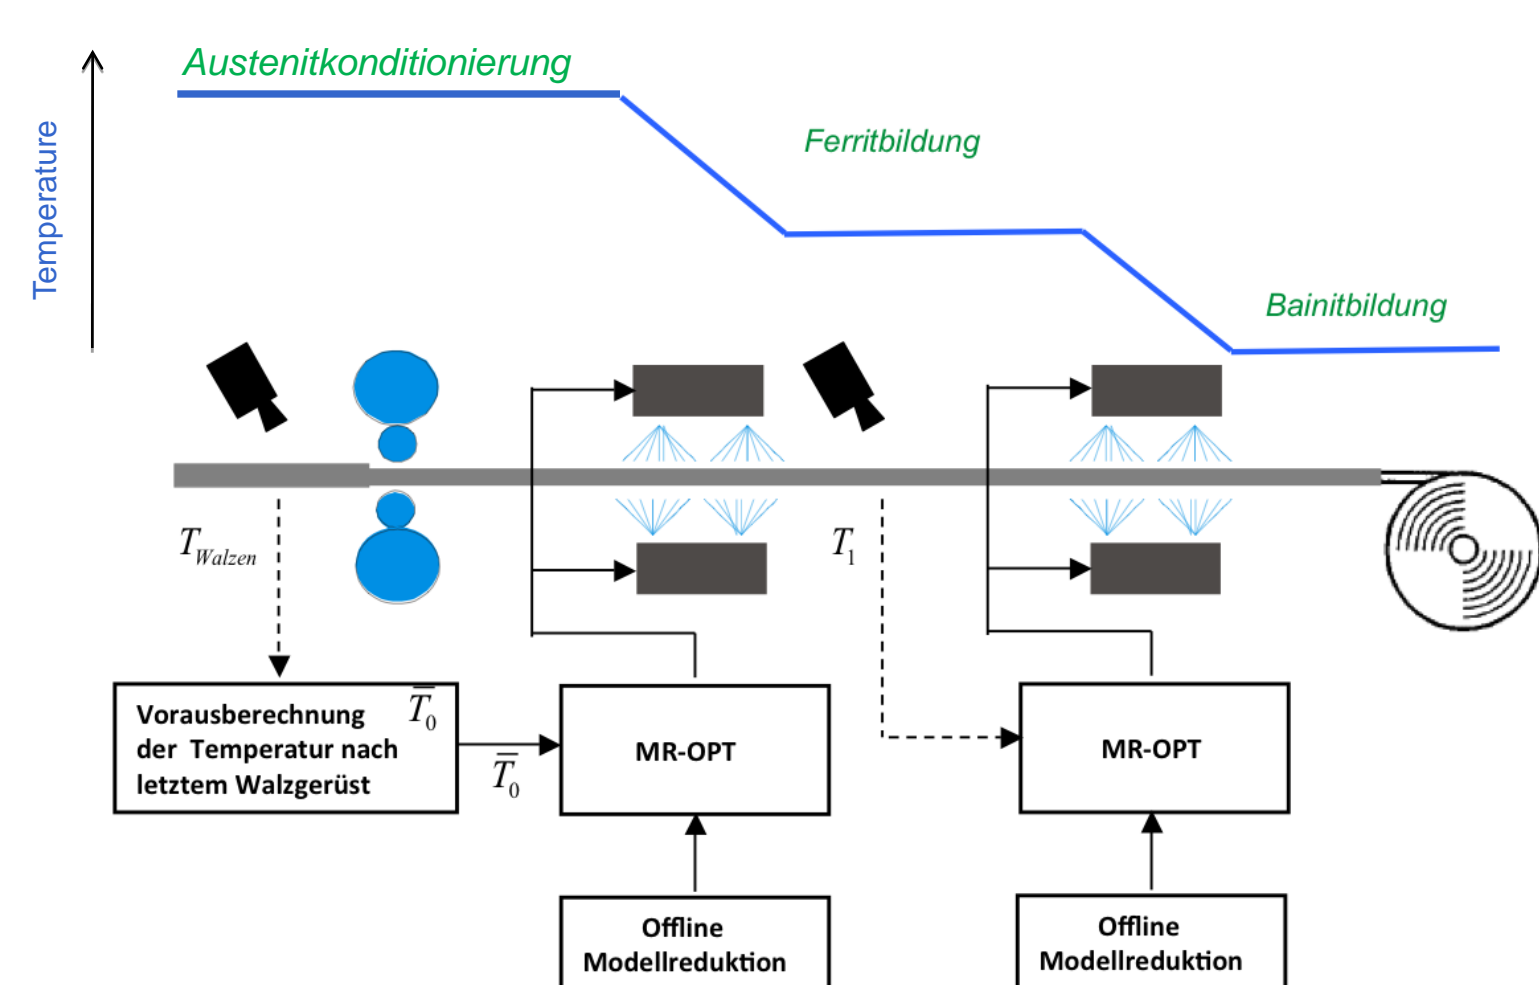 Austenitkonditionierung
Temperature
Ferritbildung
Bainitbildung
T_Walzen
T_1
Vorausberechnung
der Temperatur nach
letztem Walzgerüst
T̅_0
T̅_0
MR-OPT
MR-OPT
Offline
Modellreduktion
Offline
Modellreduktion